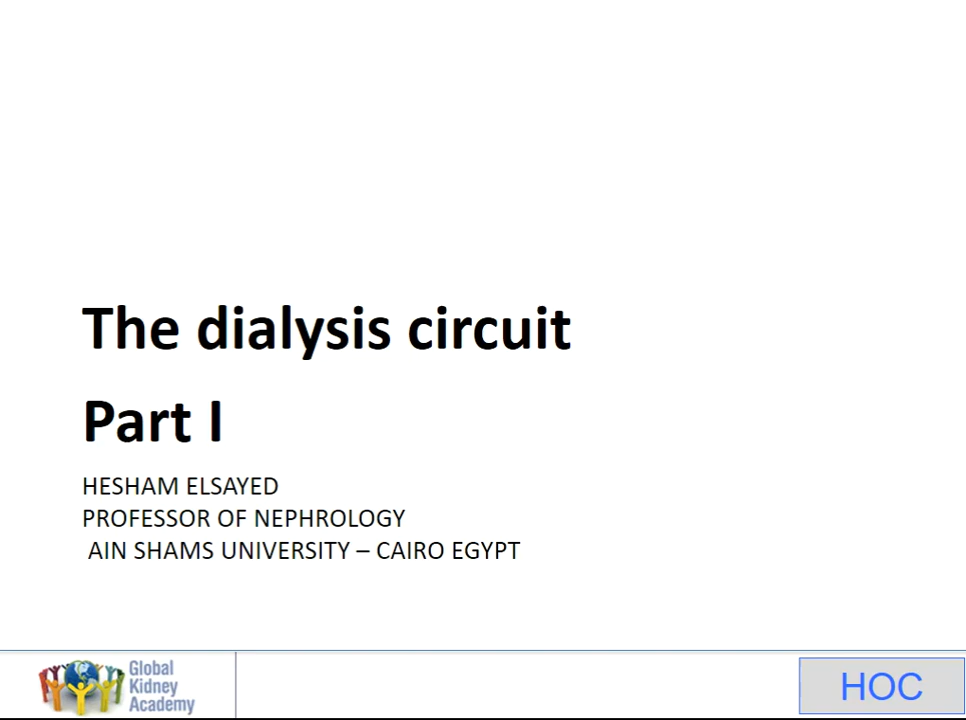 The dialysis circuit
Part I
HESHAM ELSAYED
PROFESSOR OF NEPHROLOGY
AIN SHAMS UNIVERSITY – CAIRO EGYPT
Global
Kidney
Academy
HOC